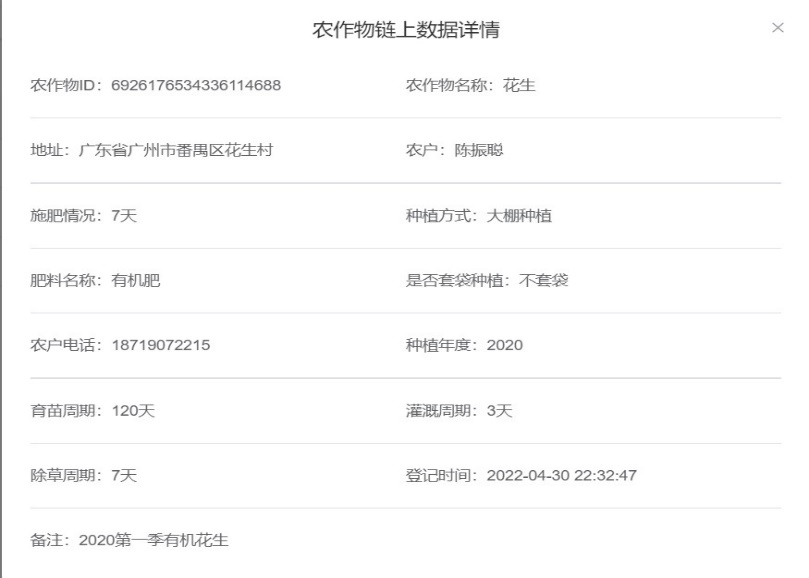 农作物链上数据详情
农作物ID：6926176534336114688 农作物名称：花生
地址：广东省广州市番禺区花生村 农户：陈振聪
施肥情况：7天 种植方式：大棚种植
肥料名称：有机肥 是否套袋种植：不套袋
农户电话：18719072215 种植年度：2020
育苗周期：120天 灌溉周期：3天
除草周期：7天 登记时间：2022-04-30 22:32:47
备注：2020第一季有机花生